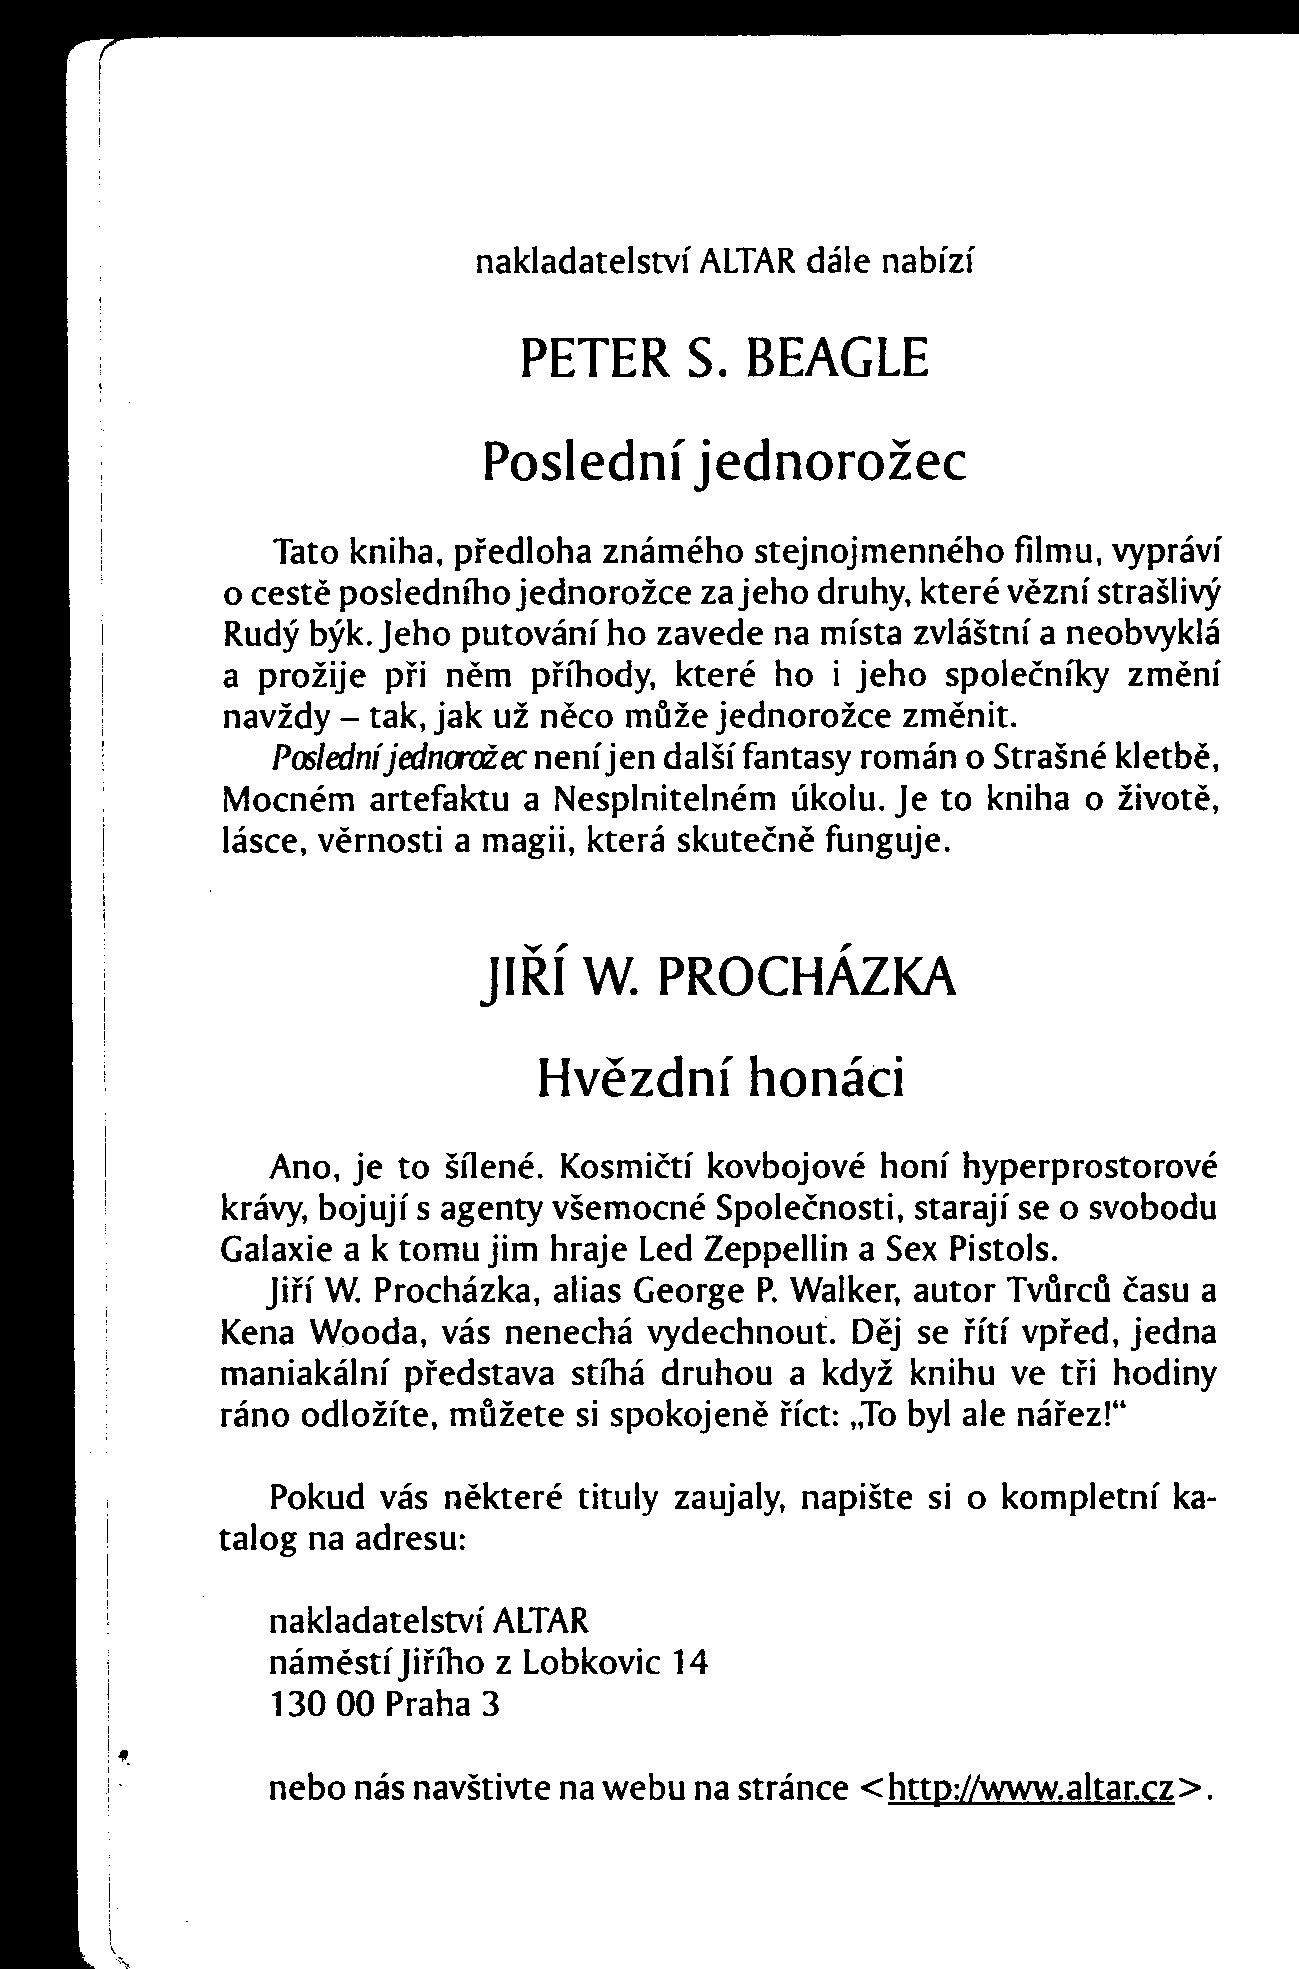 nakladatelství ALTAR dále nabízí
PETER S. BEAGLE
Poslední jednorožec
Tato kniha, předloha známého stejnojmenného filmu, vypráví
o cestě posledního jednorožce za jeho druhy, které vězní strašlivý
Rudý býk. Jeho putování ho zavede na místa zvláštní a neobvyklá
a prožije při něm příhody, které ho i jeho společníky změní
navždy – tak, jak už něco může jednorožce změnit.
Poslední jednorožec není jen další fantasy román o Strašné kletbě,
Mocném artefaktu a Nesplnitelném úkolu. Je to kniha o životě,
lásce, věrnosti a magii, která skutečně funguje.
JIŘÍ W. PROCHÁZKA
Hvězdní honáci
Ano, je to šílené. Kosmičtí kovbojové honí hyperprostorové
krávy, bojují s agenty všemocné Společnosti, starají se o svobodu
Galaxie a k tomu jim hraje Led Zeppellin a Sex Pistols.
Jiří W. Procházka, alias George P. Walker, autor Tvůrců času a
Kena Wooda, vás nenechá vydechnout. Děj se řítí vpřed, jedna
maniakální představa stíhá druhou a když knihu ve tři hodiny
ráno odložíte, můžete si spokojeně říct: „To byl ale nářez!“
Pokud vás některé tituly zaujaly, napište si o kompletní ka-
talog na adresu:
nakladatelství ALTAR
náměstí Jiřího z Lobkovic 14
130 00 Praha 3
nebo nás navštivte na webu na stránce <http://www.altar.cz>.